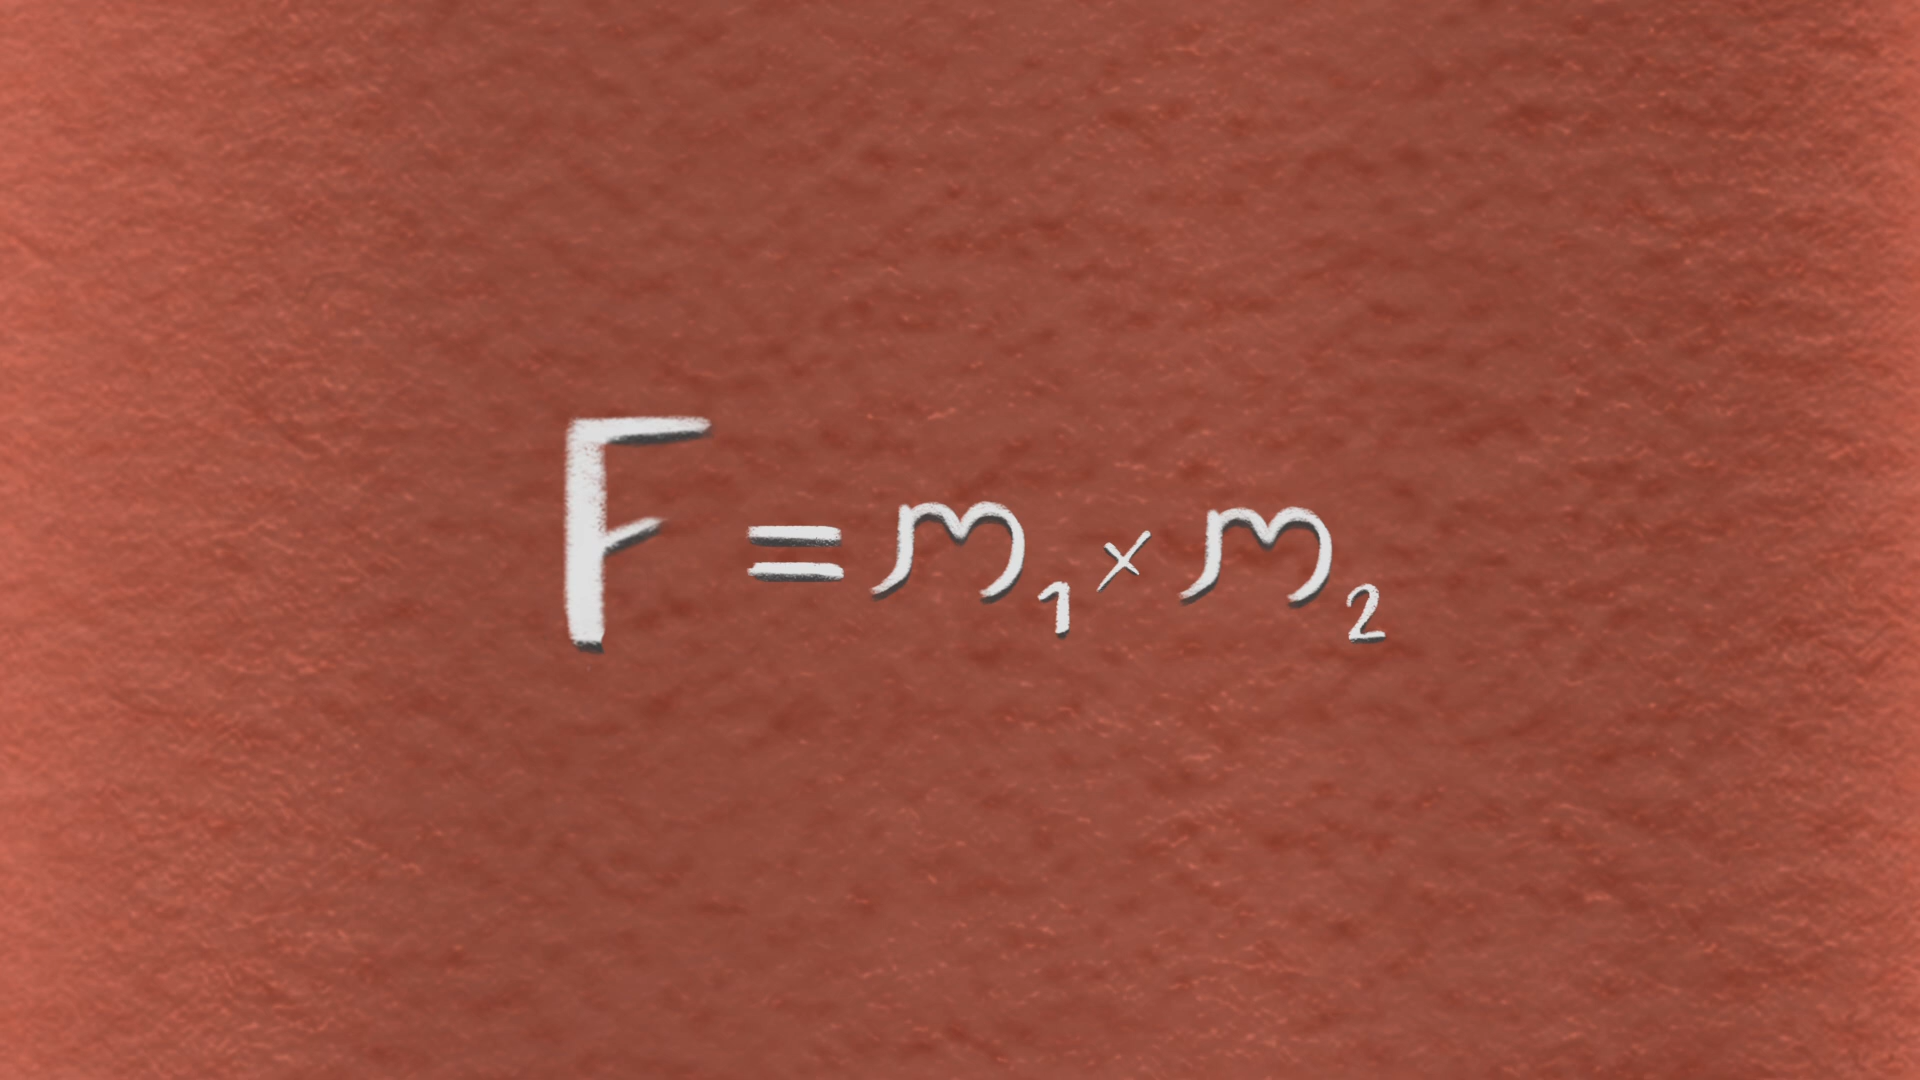 F = m₁ × m₂